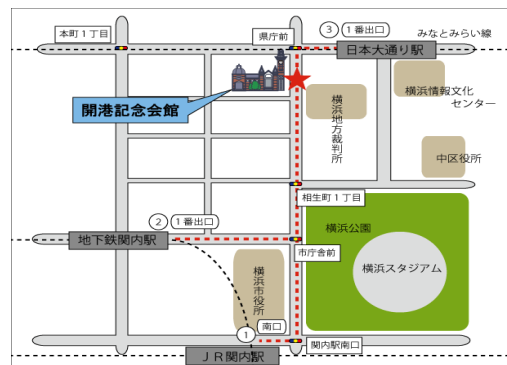 本町１丁目
県庁前
③
１番出口
みなとみらい線
日本大通り駅
開港記念会館
横浜地方裁判所
横浜情報文化
センター
中区役所
相生町１丁目
②
１番出口
地下鉄関内駅
市庁舎前
横浜公園
横浜スタジアム
横浜市役所
①
南口
関内駅南口
ＪＲ関内駅